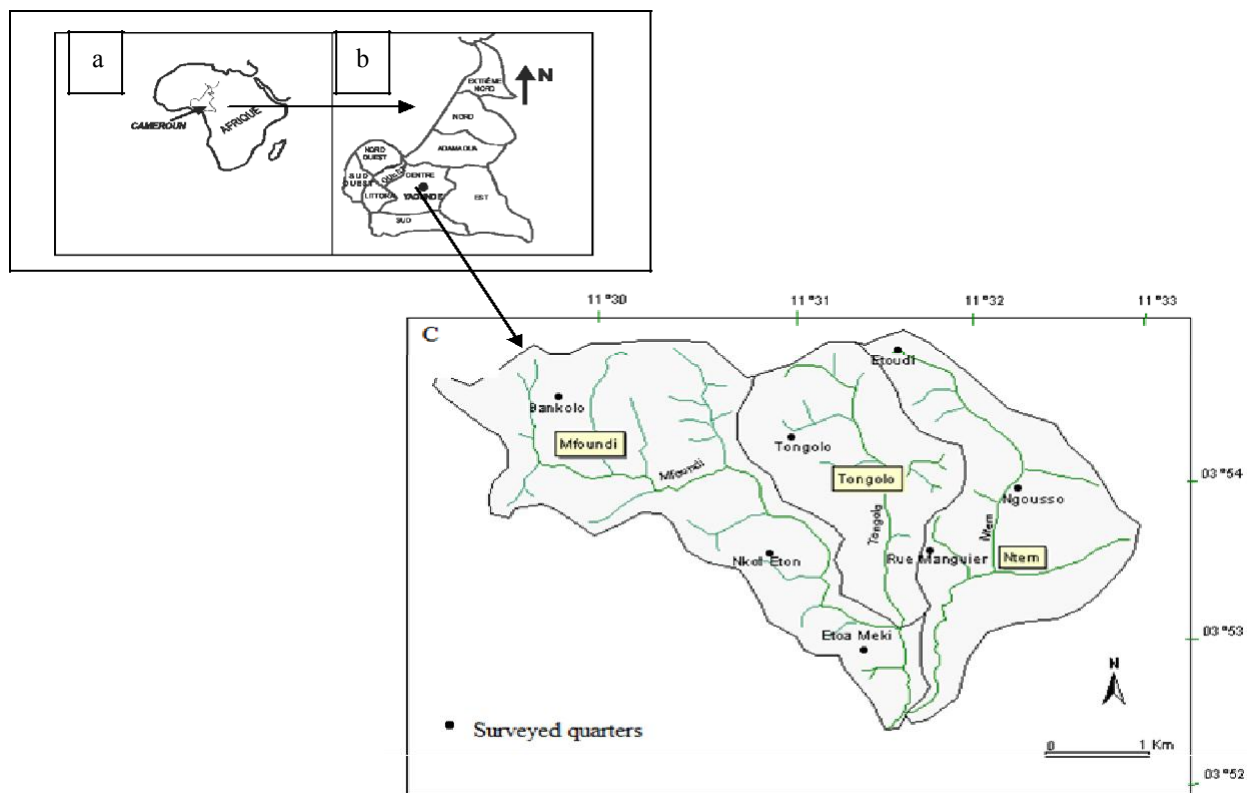 a
CAMEROUN
AFRIQUE
b
N
EXTRÊME
NORD
NORD
ADAMAOUA
NORD
OUEST
OUEST
SUD
OUEST
CENTRE
LITTORAL
YAOUNDE
EST
SUD
11°30
11°31
11°32
11°33
C
Etoudi
Bankolo
Mfoundi
Tongolo
Mfoundi
Tongolo
03°54
Ngousso
Tongolo
Ntem
Nkol Eton
Rue Manguier
Ntem
Etoa Meki
03°53
N
Surveyed quarters
0 1 Km
03°52